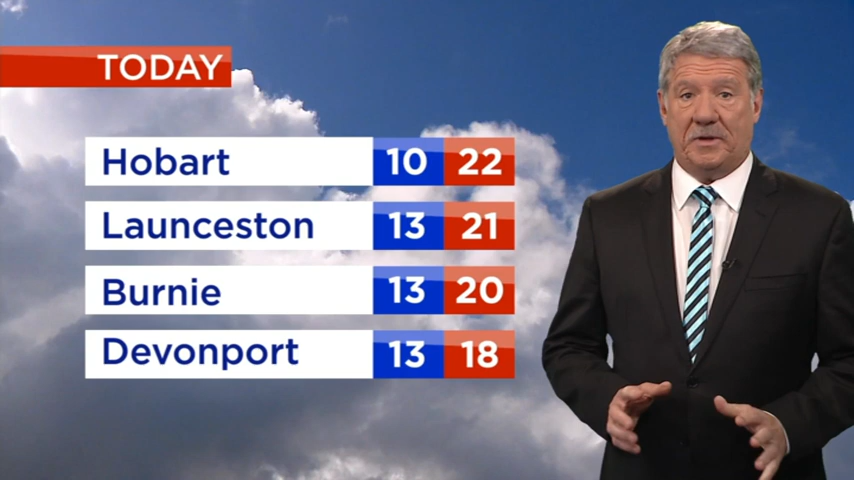 TODAY
Hobart 10 22
Launceston 13 21
Burnie 13 20
Devonport 13 18